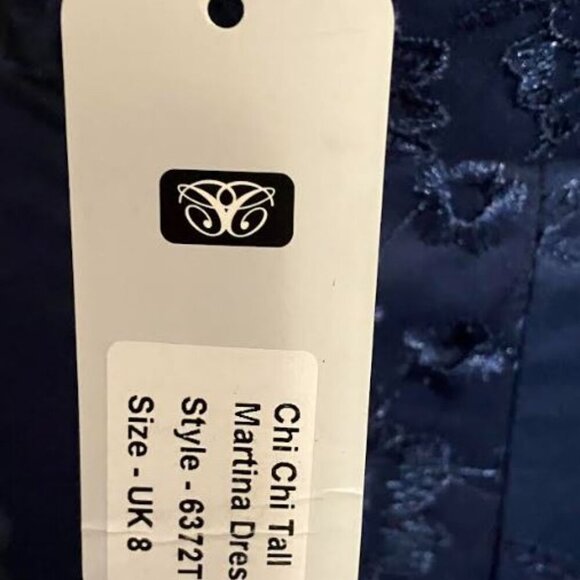 Chi Chi Tall
Martina Dres
Style - 6372T
Size - UK 8